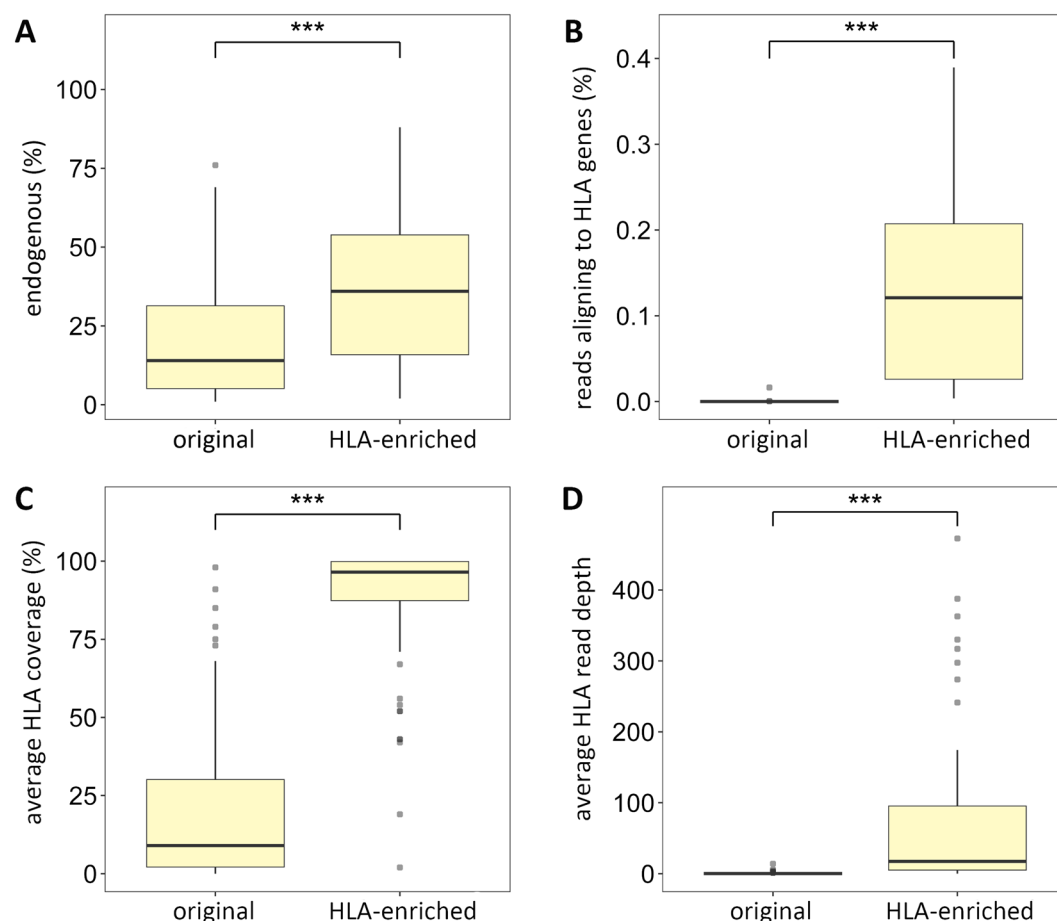 A
***
endogenous (%)
100
75
50
25
0
original
HLA-enriched
B
***
reads aligning to HLA genes (%)
0.4
0.3
0.2
0.1
0.0
original
HLA-enriched
C
***
average HLA coverage (%)
100
75
50
25
0
original
HLA-enriched
D
***
average HLA read depth
400
300
200
100
0
original
HLA-enriched